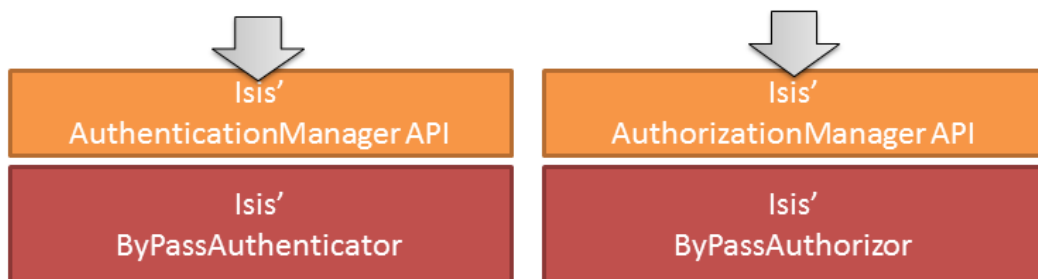 Isis’
AuthenticationManager API
Isis’
AuthorizationManager API
Isis’
ByPassAuthenticator
Isis’
ByPassAuthorizor